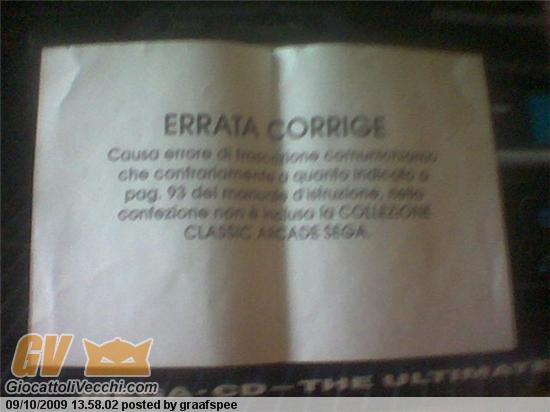 ERRATA CORRIGE
Causa errore di trascrizione comunichiamo
che contrariamente a quanto indicato a
pag. 93 del manuale d'istruzione, nella
confezione non è inclusa la COLLEZIONE
CLASSIC ARCADE SEGA.
A-CD-THE ULTIMATE
GV
GiocattoliVecchi.com
09/10/2009 13.58.02 posted by graafspee